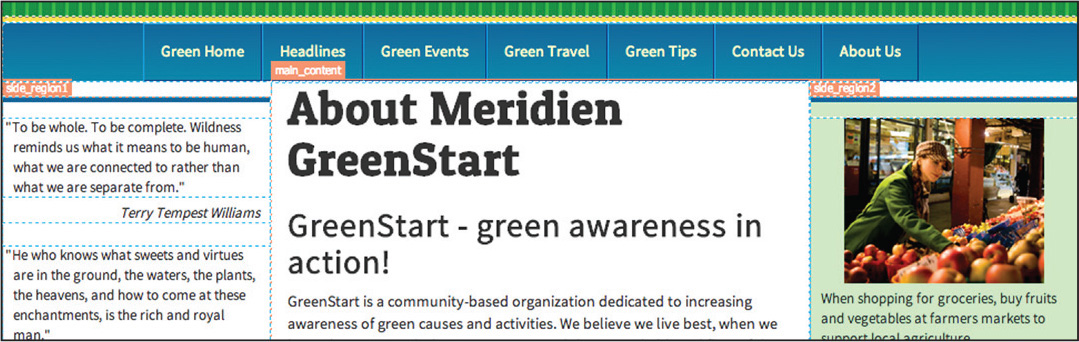 Green Home Headlines Green Events Green Travel Green Tips Contact Us About Us
side_region1
"To be whole. To be complete. Wildness
reminds us what it means to be human,
what we are connected to rather than
what we are separate from."
Terry Tempest Williams
"He who knows what sweets and virtues
are in the ground, the waters, the plants,
the heavens, and how to come at these
enchantments, is the rich and royal
man."
main_content
About Meridien
GreenStart
GreenStart - green awareness in
action!
GreenStart is a community-based organization dedicated to increasing
awareness of green causes and activities. We believe we live best, when we
side_region2
When shopping for groceries, buy fruits
and vegetables at farmers markets to
support local agriculture